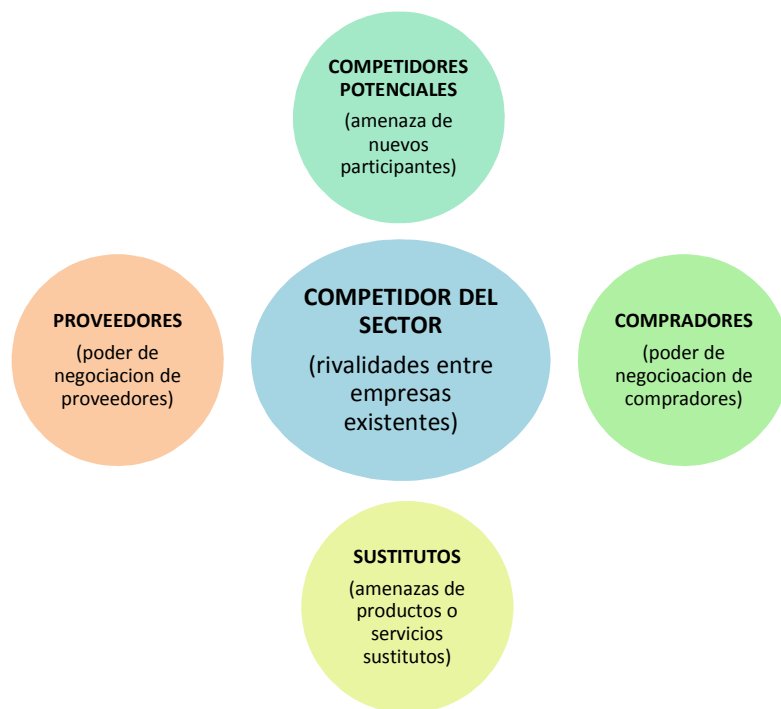 COMPETIDORES
POTENCIALES
(amenaza de
nuevos
participantes)
PROVEEDORES
(poder de
negociacion de
proveedores)
COMPETIDOR DEL
SECTOR
(rivalidades entre
empresas
existentes)
COMPRADORES
(poder de
negocioacion de
compradores)
SUSTITUTOS
(amenazas de
productos o
servicios
sustitutos)